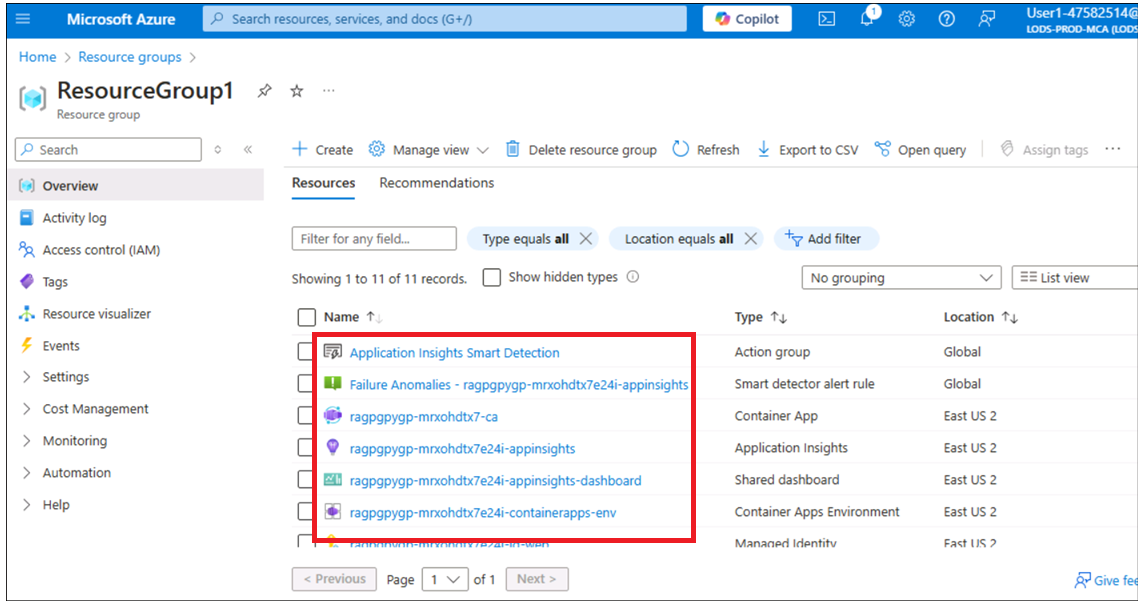 Microsoft Azure
Search resources, services, and docs (G+/)
Copilot
1
User1-47582514@
LODS-PROD-MCA (LODS
Home > Resource groups >
ResourceGroup1
Resource group
Search
Overview
Activity log
Access control (IAM)
Tags
Resource visualizer
Events
Settings
Cost Management
Monitoring
Automation
Help
Create
Manage view
Delete resource group
Refresh
Export to CSV
Open query
Assign tags
Resources Recommendations
Filter for any field...
Type equals all
Location equals all
Add filter
Showing 1 to 11 of 11 records.
Show hidden types
No grouping
List view
Name Type Location
Application Insights Smart Detection Action group Global
Failure Anomalies - ragpgpygp-mrxohdtx7e24i-appinsights Smart detector alert rule Global
ragpgpygp-mrxohdtx7-ca Container App East US 2
ragpgpygp-mrxohdtx7e24i-appinsights Application Insights East US 2
ragpgpygp-mrxohdtx7e24i-appinsights-dashboard Shared dashboard East US 2
ragpgpygp-mrxohdtx7e24i-containerapps-env Container Apps Environment East US 2
ragpgpygp-mrxohdtx7e24i-id-web Managed Identity East US 2
< Previous Page 1 of 1 Next >
Give fee